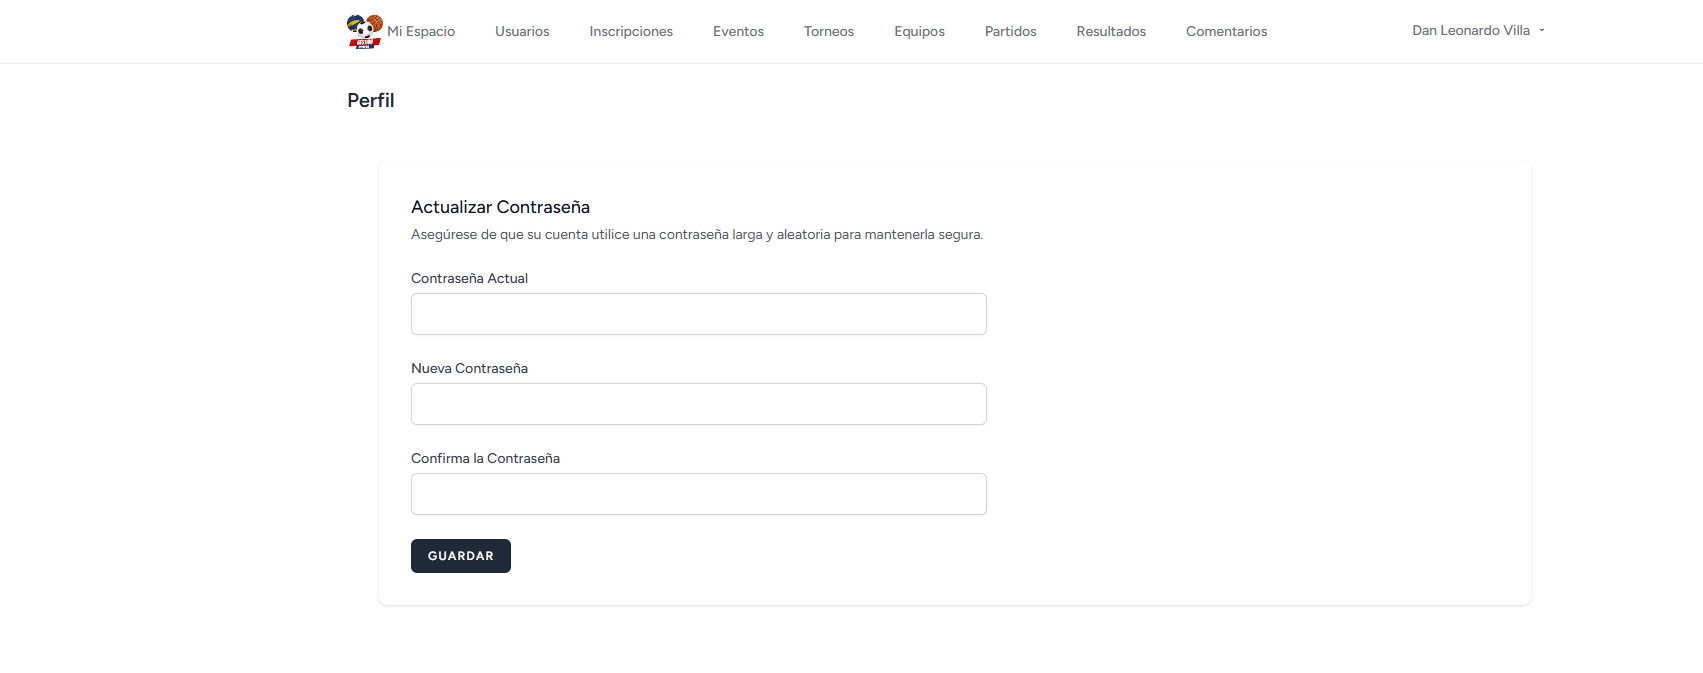 Mi Espacio Usuarios Inscripciones Eventos Torneos Equipos Partidos Resultados Comentarios Dan Leonardo Villa
Perfil
Actualizar Contraseña
Asegúrese de que su cuenta utilice una contraseña larga y aleatoria para mantenerla segura.
Contraseña Actual
Nueva Contraseña
Confirma la Contraseña
GUARDAR